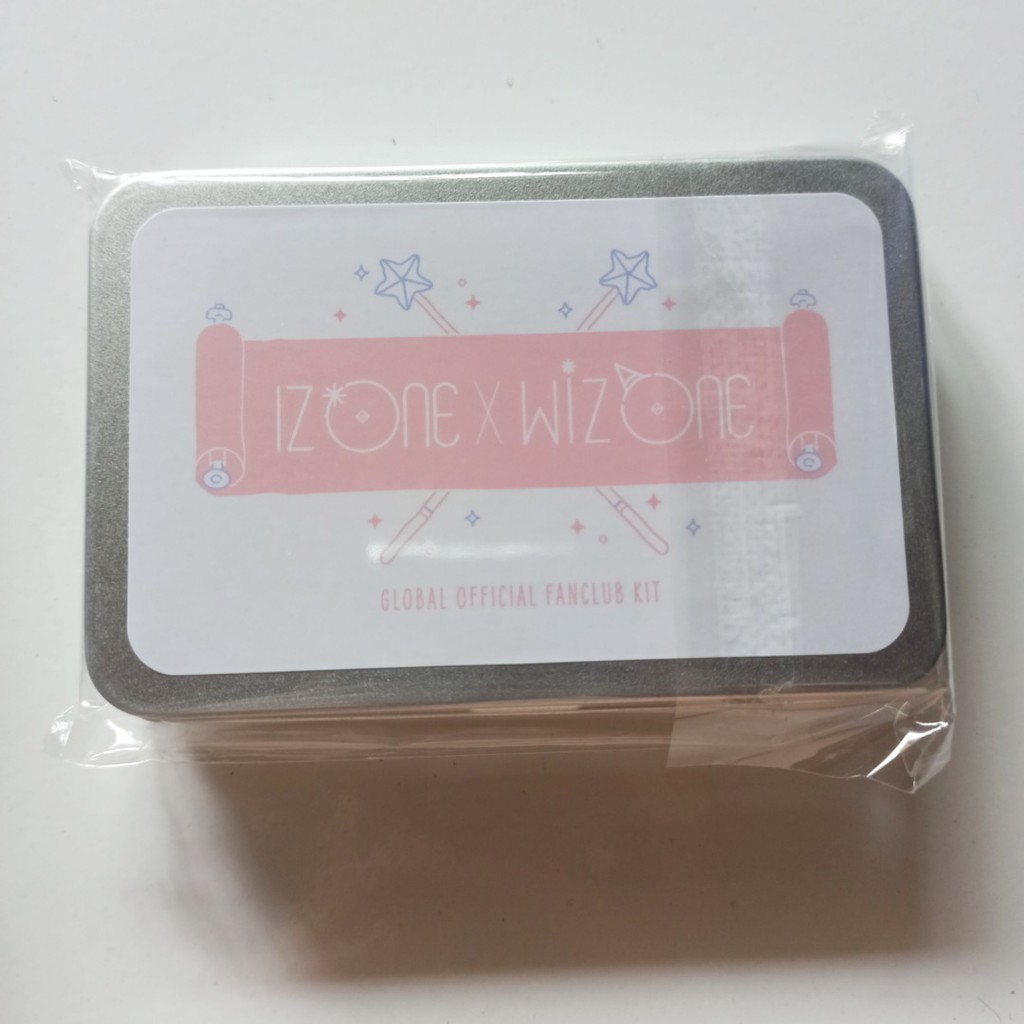 IZ*ONE X WIZ*ONE
GLOBAL OFFICIAL FANCLUB KIT